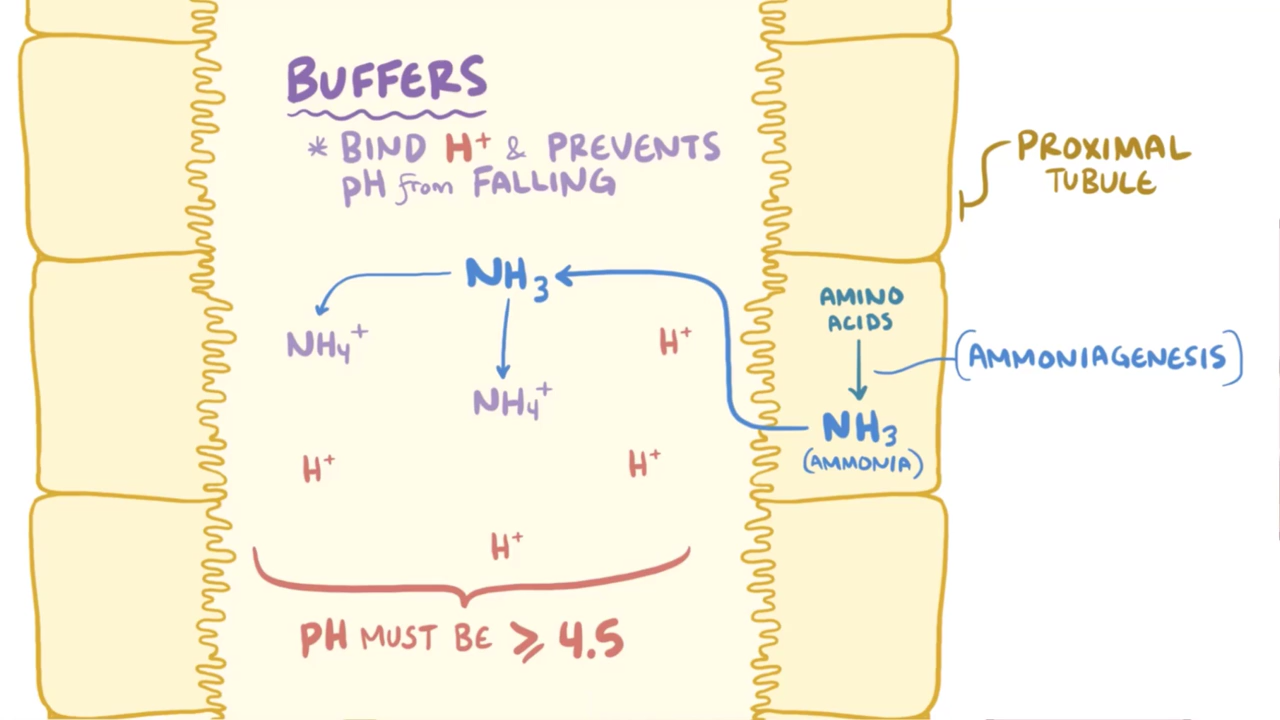 BUFFERS
* BIND H+ & PREVENTS
pH from FALLING
PROXIMAL
TUBULE
NH3
AMINO
ACIDS
NH4+
H+
(AMMONIAGENESIS)
NH4+
NH3
(AMMONIA)
H+
H+
H+
PH MUST BE ≥ 4.5